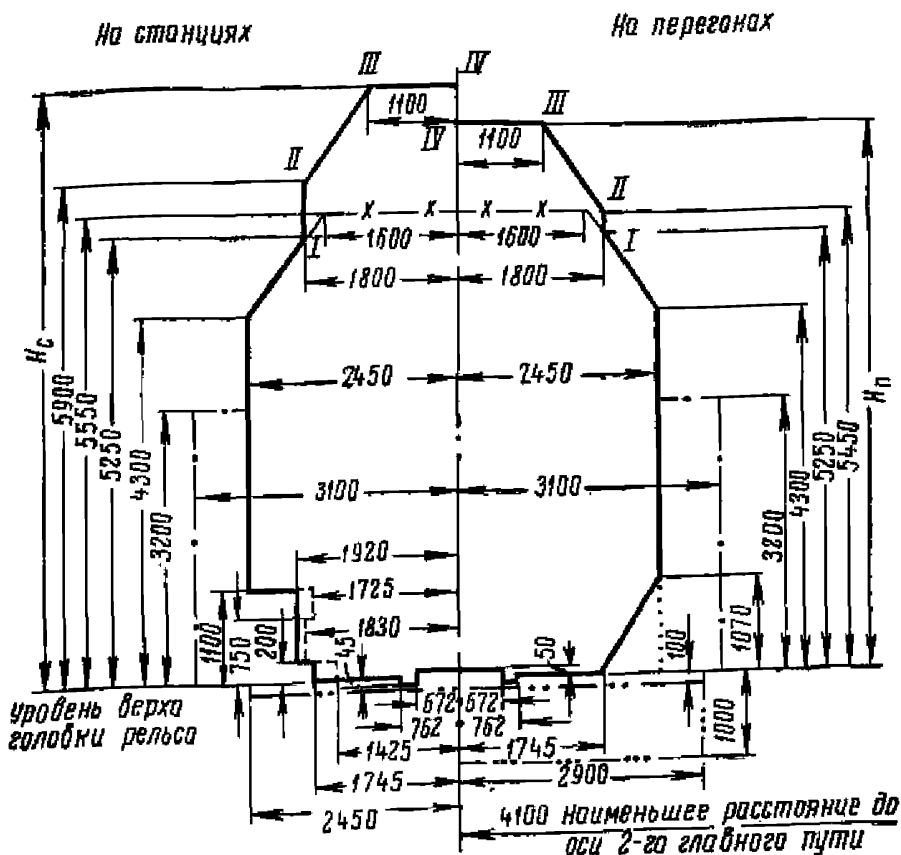 На станциях
На перегонах
III
IV
1100
IV
III
1100
II
II
x x x x
I
1600
1600
I
1800
1800
Hс
5900
5550
5250
4300
3200
2450
2450
3100
3100
3200
4300
5250
5450
Hп
1920
1725
1830
1100
150
200
45
50
100
1070
1000
672
672
762
762
1425
1745
1745
2900
2450
уровень верха
головки рельса
4100 наименьшее расстояние до
оси 2-го главного пути